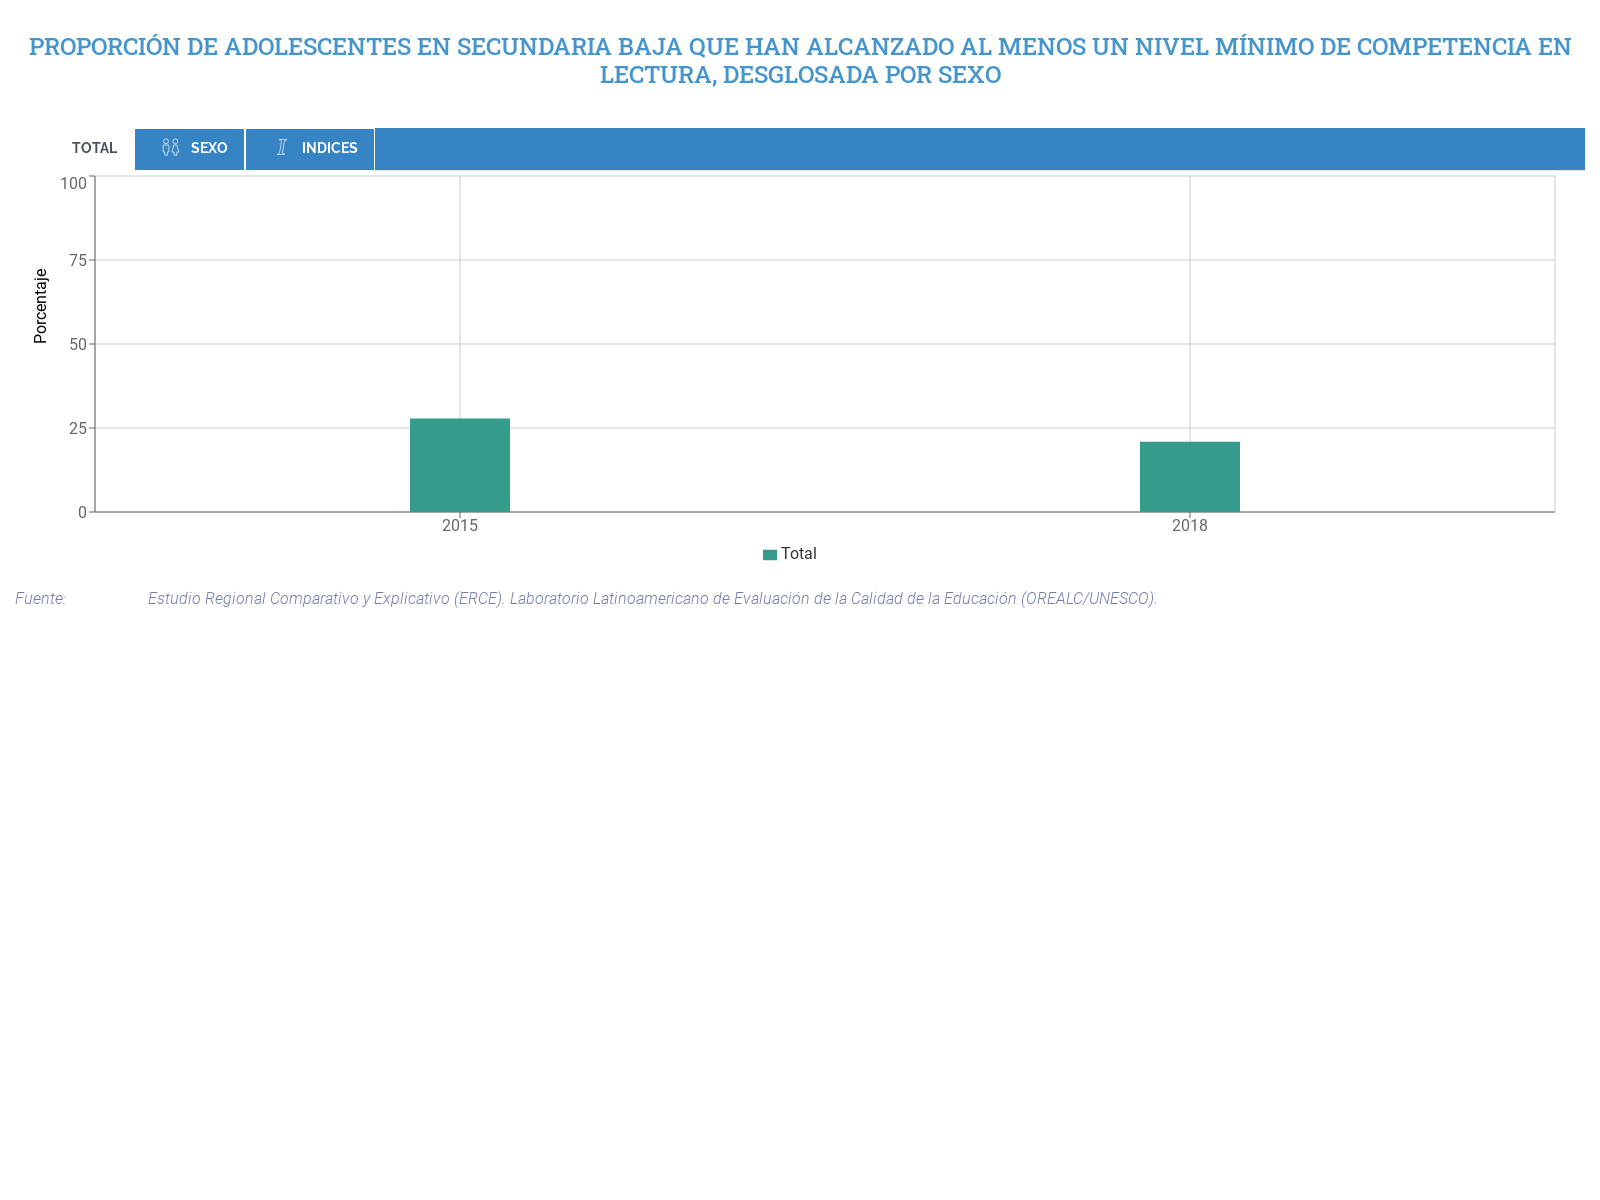 PROPORCIÓN DE ADOLESCENTES EN SECUNDARIA BAJA QUE HAN ALCANZADO AL MENOS UN NIVEL MÍNIMO DE COMPETENCIA EN
LECTURA, DESGLOSADA POR SEXO
TOTAL SEXO INDICES
100
75
50
25
0
Porcentaje
2015 2018
Total
Fuente: Estudio Regional Comparativo y Explicativo (ERCE). Laboratorio Latinoamericano de Evaluación de la Calidad de la Educación (OREALC/UNESCO).